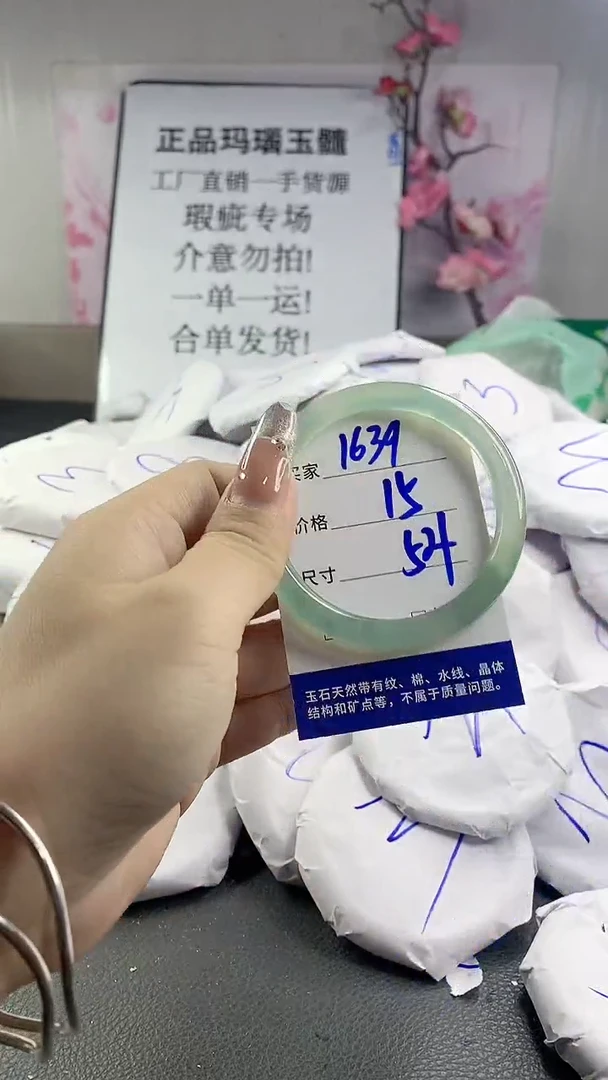 正品玛瑙玉髓
工厂直销一手货源
瑕疵专场
介意勿拍!
一单一运!
合单发货!
买家 1639
价格 15
尺寸 54
玉石天然带有纹、棉、水线、晶体
结构和矿点等，不属于质量问题。
3